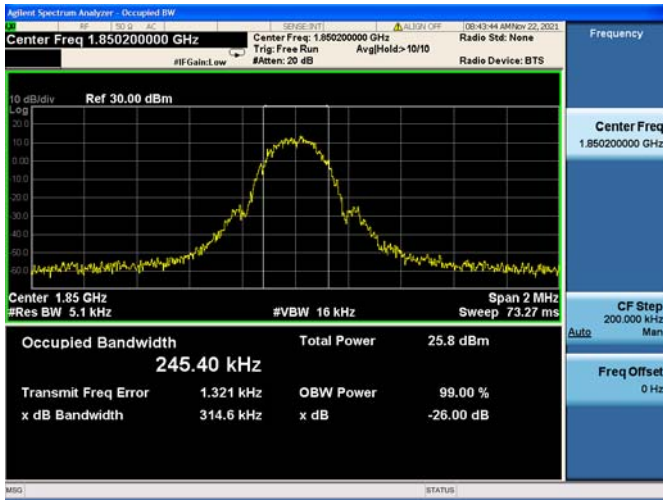 Agilent Spectrum Analyzer - Occupied BW
RF 50 Ω AC SENSE:INT ALIGN OFF 08:43:44 AM Nov 22, 2021
Center Freq 1.850200000 GHz
Center Freq: 1.850200000 GHz
Radio Std: None
Trig: Free Run Avg|Hold:> 10/10
#IFGain:Low #Atten: 20 dB Radio Device: BTS
Frequency
10 dB/div Ref 30.00 dBm
Log
20.0
10.0
0.00
-10.0
-20.0
-30.0
-40.0
-50.0
-60.0
Center Freq
1.850200000 GHz
Center 1.85 GHz Span 2 MHz
#Res BW 5.1 kHz #VBW 16 kHz Sweep 73.27 ms
CF Step
200.000 kHz
Auto Man
Occupied Bandwidth Total Power 25.8 dBm
245.40 kHz
Transmit Freq Error 1.321 kHz OBW Power 99.00 %
x dB Bandwidth 314.6 kHz x dB -26.00 dB
Freq Offset
0 Hz
MSG STATUS